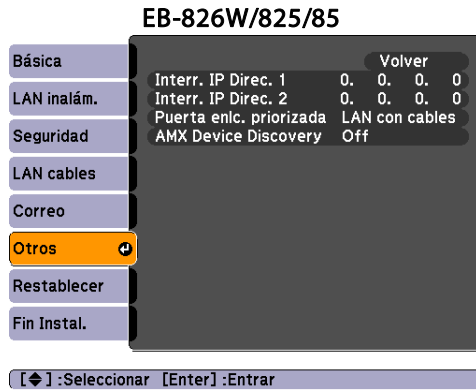 EB-826W/825/85
Básica
LAN inalám.
Seguridad
LAN cables
Correo
Otros
Restablecer
Fin Instal.
Volver
Interr. IP Direc. 1 0. 0. 0. 0
Interr. IP Direc. 2 0. 0. 0. 0
Puerta enlc. priorizada LAN con cables
AMX Device Discovery Off
[◆] :Seleccionar [Enter] :Entrar